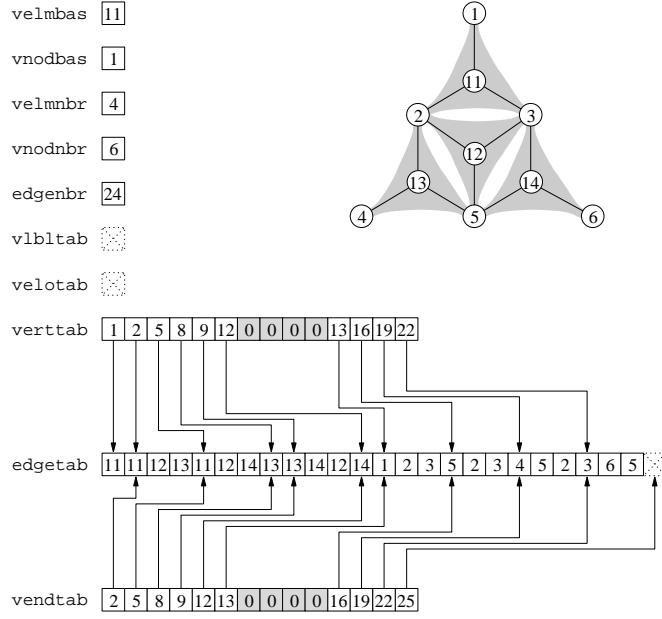 velmbas 11
vnodbas 1
velmnbr 4
vnodnbr 6
edgenbr 24
vlbltab
velotab
1
11
2 3
12
13 14
4 5 6
verttab 1 2 5 8 9 12 0 0 0 0 13 16 19 22
edgetab 11 11 12 13 11 12 14 13 13 14 12 14 1 2 3 5 2 3 4 5 2 3 6 5
vendtab 2 5 8 9 12 13 0 0 0 0 16 19 22 25